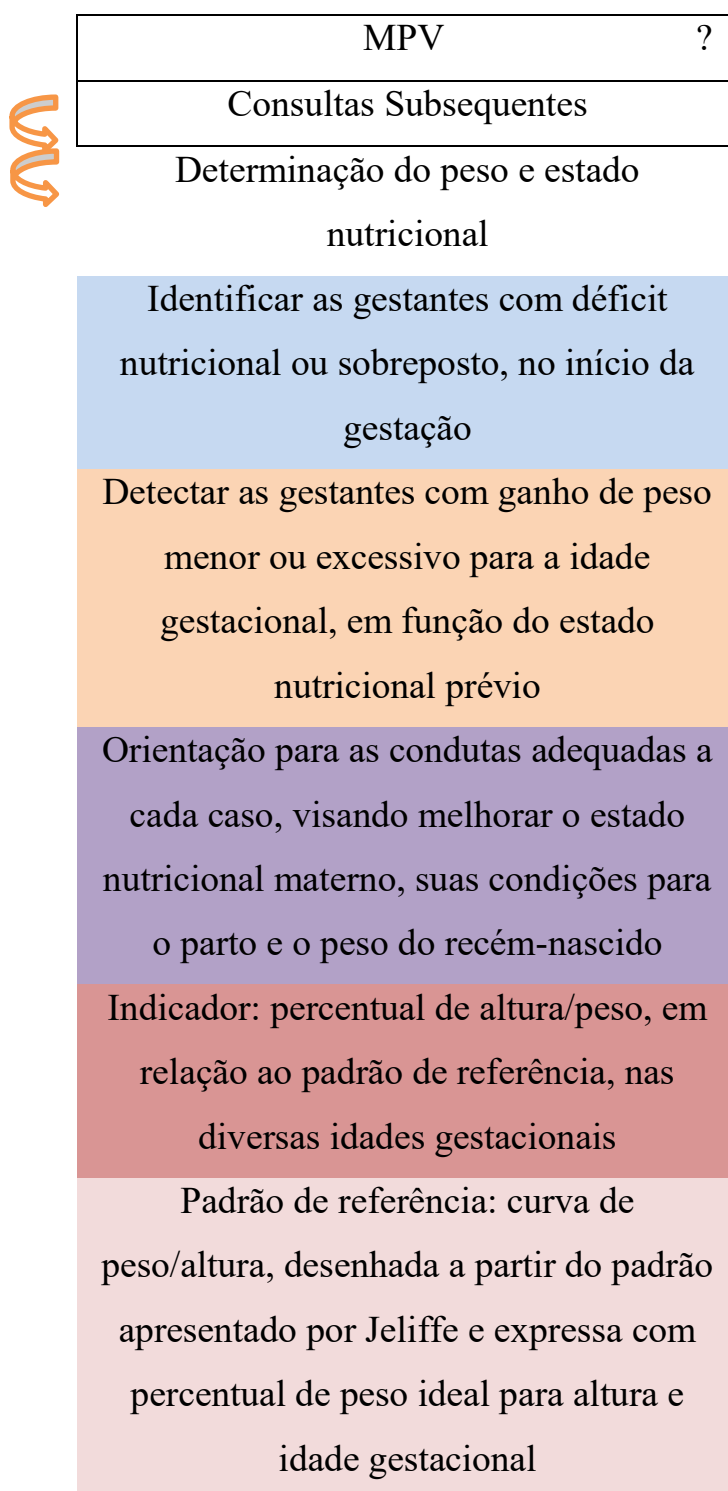 MPV ?
Consultas Subsequentes
Determinação do peso e estado
nutricional
Identificar as gestantes com déficit
nutricional ou sobreposto, no início da
gestação
Detectar as gestantes com ganho de peso
menor ou excessivo para a idade
gestacional, em função do estado
nutricional prévio
Orientação para as condutas adequadas a
cada caso, visando melhorar o estado
nutricional materno, suas condições para
o parto e o peso do recém-nascido
Indicador: percentual de altura/peso, em
relação ao padrão de referência, nas
diversas idades gestacionais
Padrão de referência: curva de
peso/altura, desenhada a partir do padrão
apresentado por Jeliffe e expressa com
percentual de peso ideal para altura e
idade gestacional